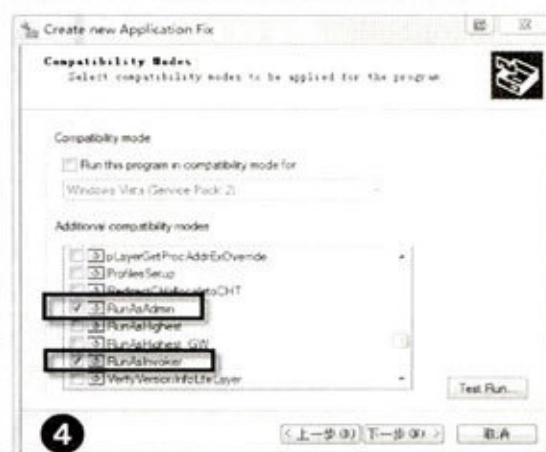 Create new Application Fix
Compatibility Modes
Select compatibility modes to be applied for the program
Compatibility mode
Run this program in compatibility mode for
Windows Vista (Service Pack 2)
Additional compatibility modes
pLayerGetProcAddrExOverride
ProfilesSetup
RunAsAdmin
RunAsHighest
RunAsHighest_GW
RunAsInvoker
VerifyVersionInfoLiteLayer
Test Run...
4
<上一步(B) 下一步(N) > 取消